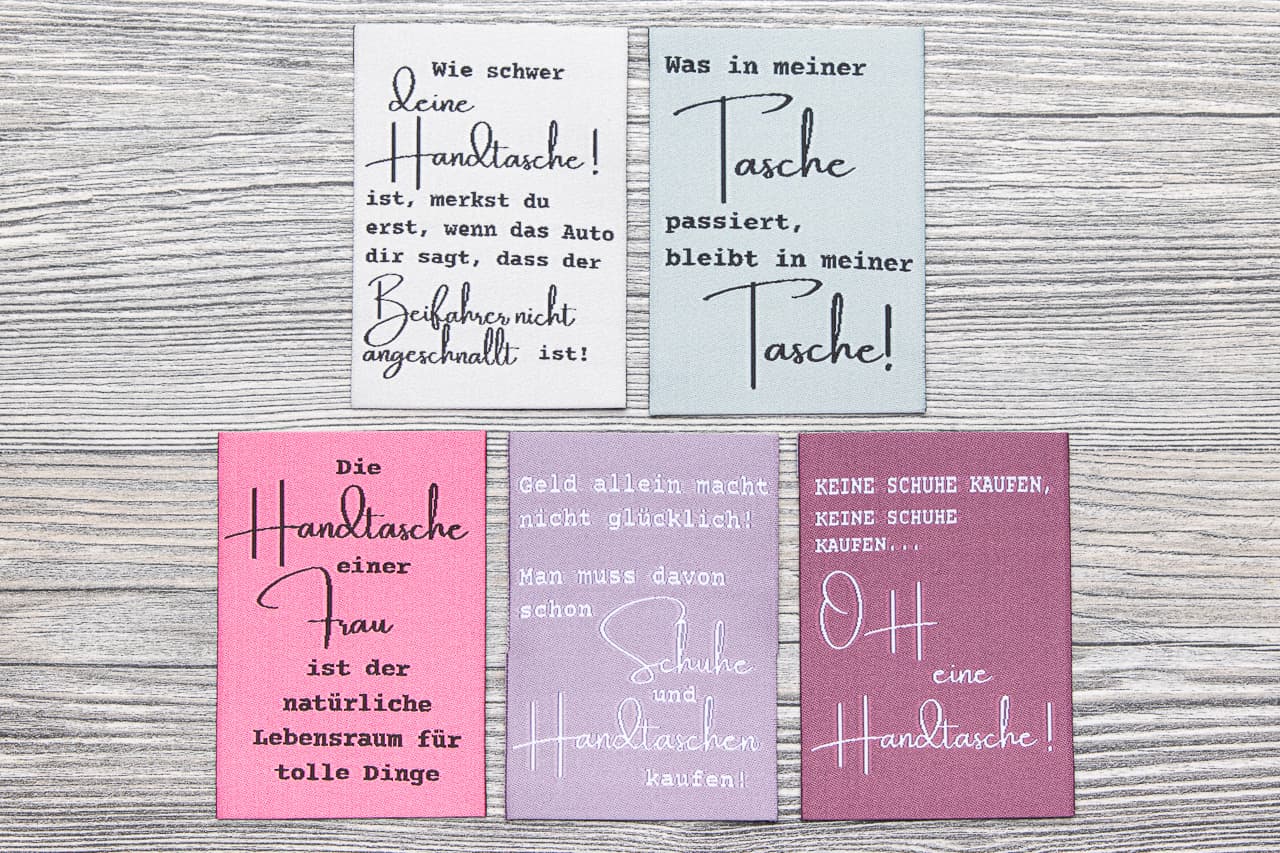 Wie schwer
deine
Handtasche!
ist, merkst du
erst, wenn das Auto
dir sagt, dass der
Beifahrer nicht
angeschnallt ist!
Was in meiner
Tasche
passiert,
bleibt in meiner
Tasche!
Die
Handtasche
einer
Frau
ist der
natürliche
Lebensraum für
tolle Dinge
Geld allein macht
nicht glücklich!
Man muss davon
schon
Schuhe
und
Handtaschen
kaufen!
KEINE SCHUHE KAUFEN,
KEINE SCHUHE
KAUFEN...
OH
eine
Handtasche!